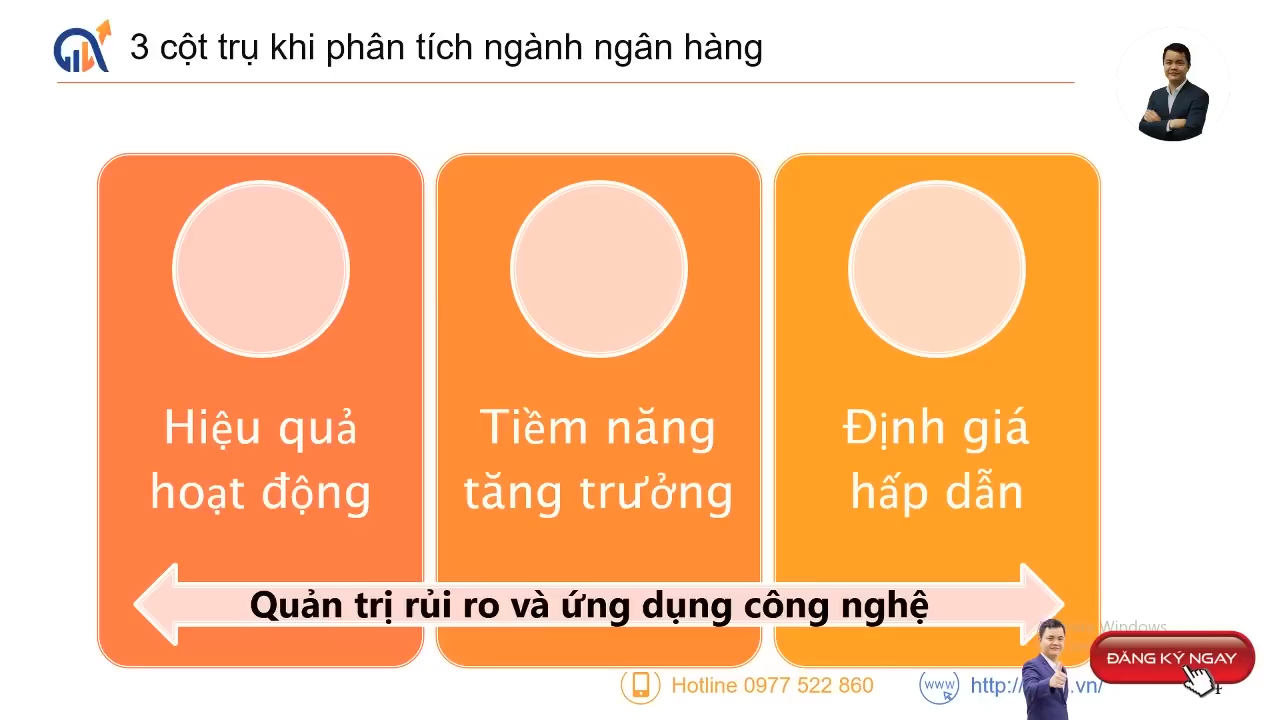 3 cột trụ khi phân tích ngành ngân hàng
Hiệu quả
hoạt động
Tiềm năng
tăng trưởng
Định giá
hấp dẫn
Quản trị rủi ro và ứng dụng công nghệ
Windows
ĐĂNG KÝ NGAY
Hotline 0977 522 860
www